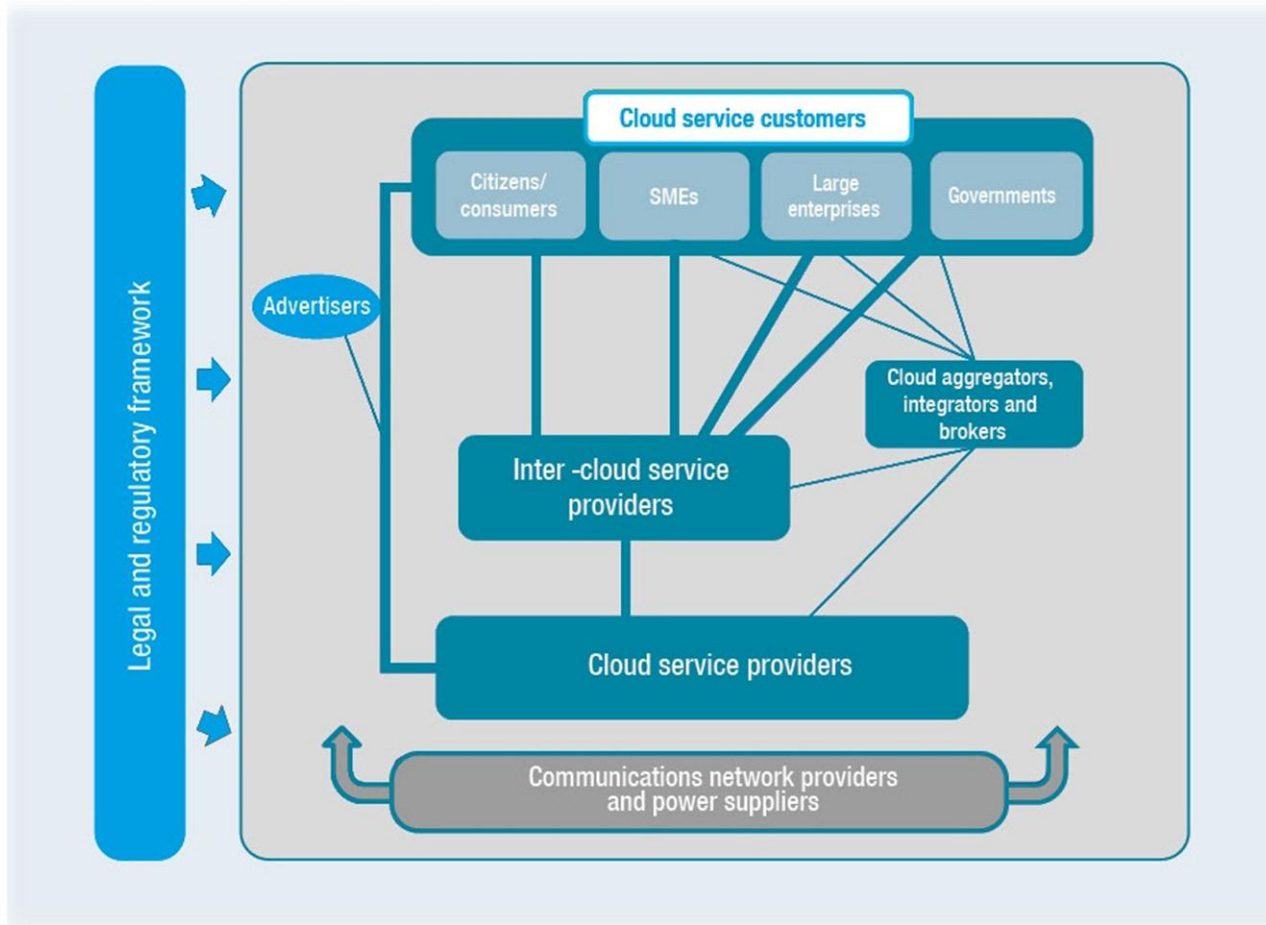 Legal and regulatory framework
Cloud service customers
Citizens/
consumers
SMEs
Large
enterprises
Governments
Advertisers
Cloud aggregators,
integrators and
brokers
Inter -cloud service
providers
Cloud service providers
Communications network providers
and power suppliers